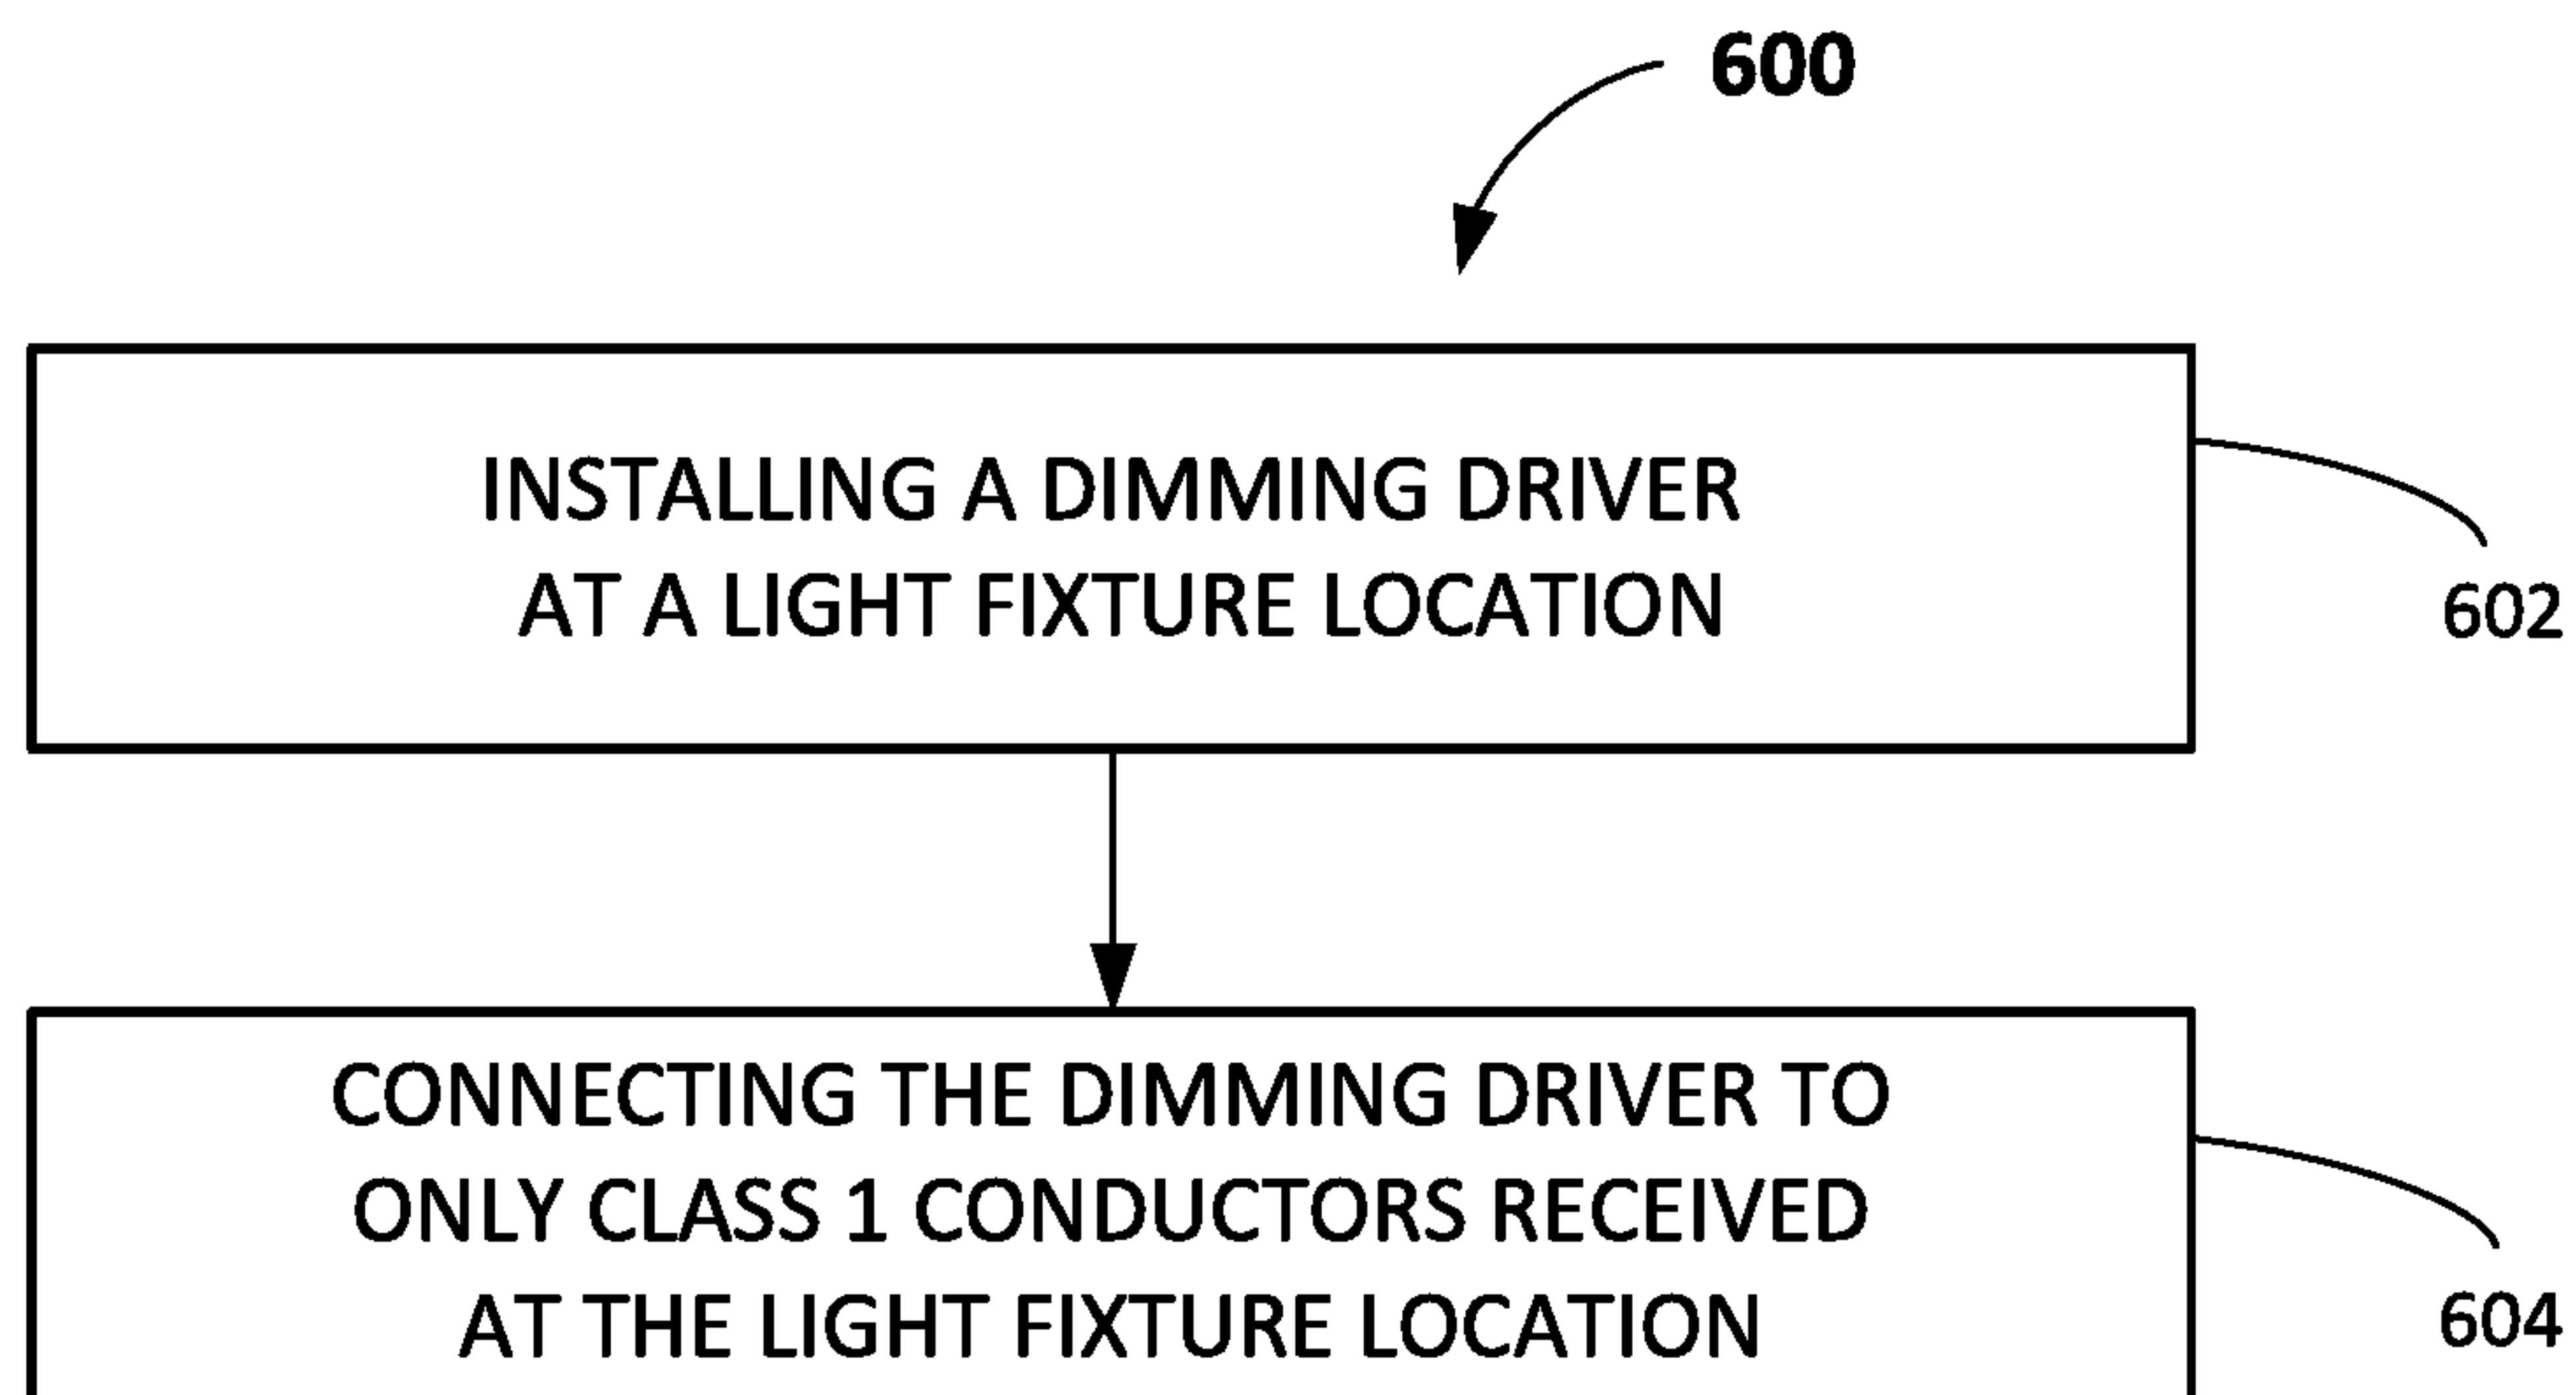 600
INSTALLING A DIMMING DRIVER
AT A LIGHT FIXTURE LOCATION
602
CONNECTING THE DIMMING DRIVER TO
ONLY CLASS 1 CONDUCTORS RECEIVED
AT THE LIGHT FIXTURE LOCATION
604